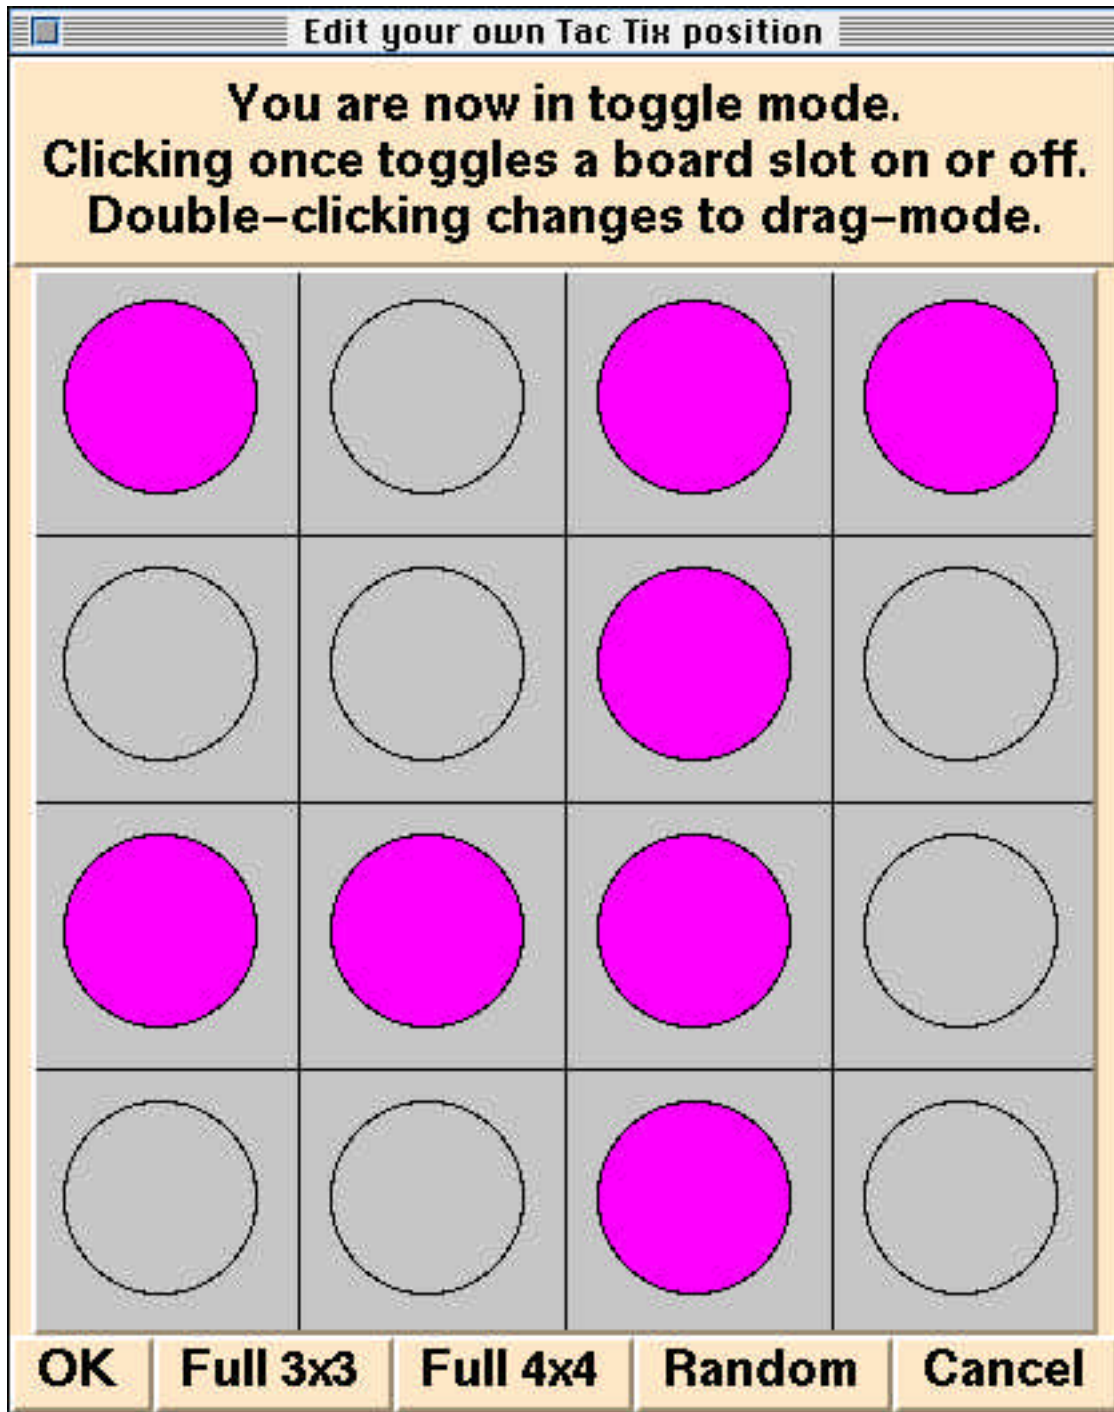 Edit your own Tac Tix position
You are now in toggle mode.
Clicking once toggles a board slot on or off.
Double-clicking changes to drag-mode.
OK Full 3x3 Full 4x4 Random Cancel